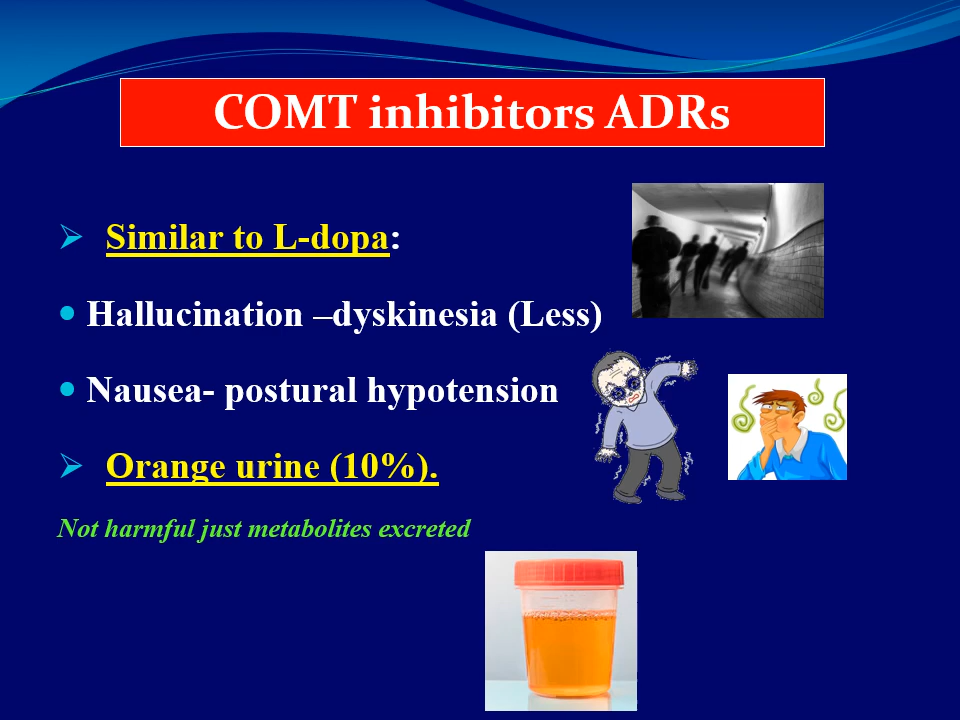 COMT inhibitors ADRs
Similar to L-dopa:
Hallucination –dyskinesia (Less)
Nausea- postural hypotension
Orange urine (10%).
Not harmful just metabolites excreted